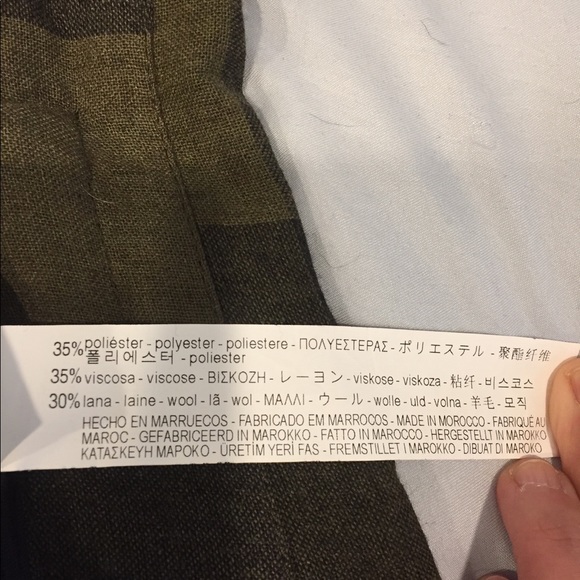 35% poliéster - polyester - poliestere - ΠΟΛΥΕΣΤΕΡΑΣ - ポリエステル - 聚酯纤维
폴리에스터 - poliester
35% viscosa - viscose - ΒΙΣΚΟΖΗ - レーヨン - viskose - viskoza - 粘纤 - 비스코스
30% lana - laine - wool - lã - wol - ΜΑΛΛΙ - ウール - wolle - uld - volna - 羊毛 - 모직
HECHO EN MARRUECOS - FABRICADO EM MARROCOS - MADE IN MOROCCO - FABRIQUÉ AU
MAROC - GEFABRICEERD IN MAROKKO - FATTO IN MAROCCO - HERGESTELLT IN MAROKKO
ΚΑΤΑΣΚΕΥΗ ΜΑΡΟΚΟ - ÜRETİM YERİ FAS - FREMSTILLET I MAROKKO - DIBUAT DI MAROKO